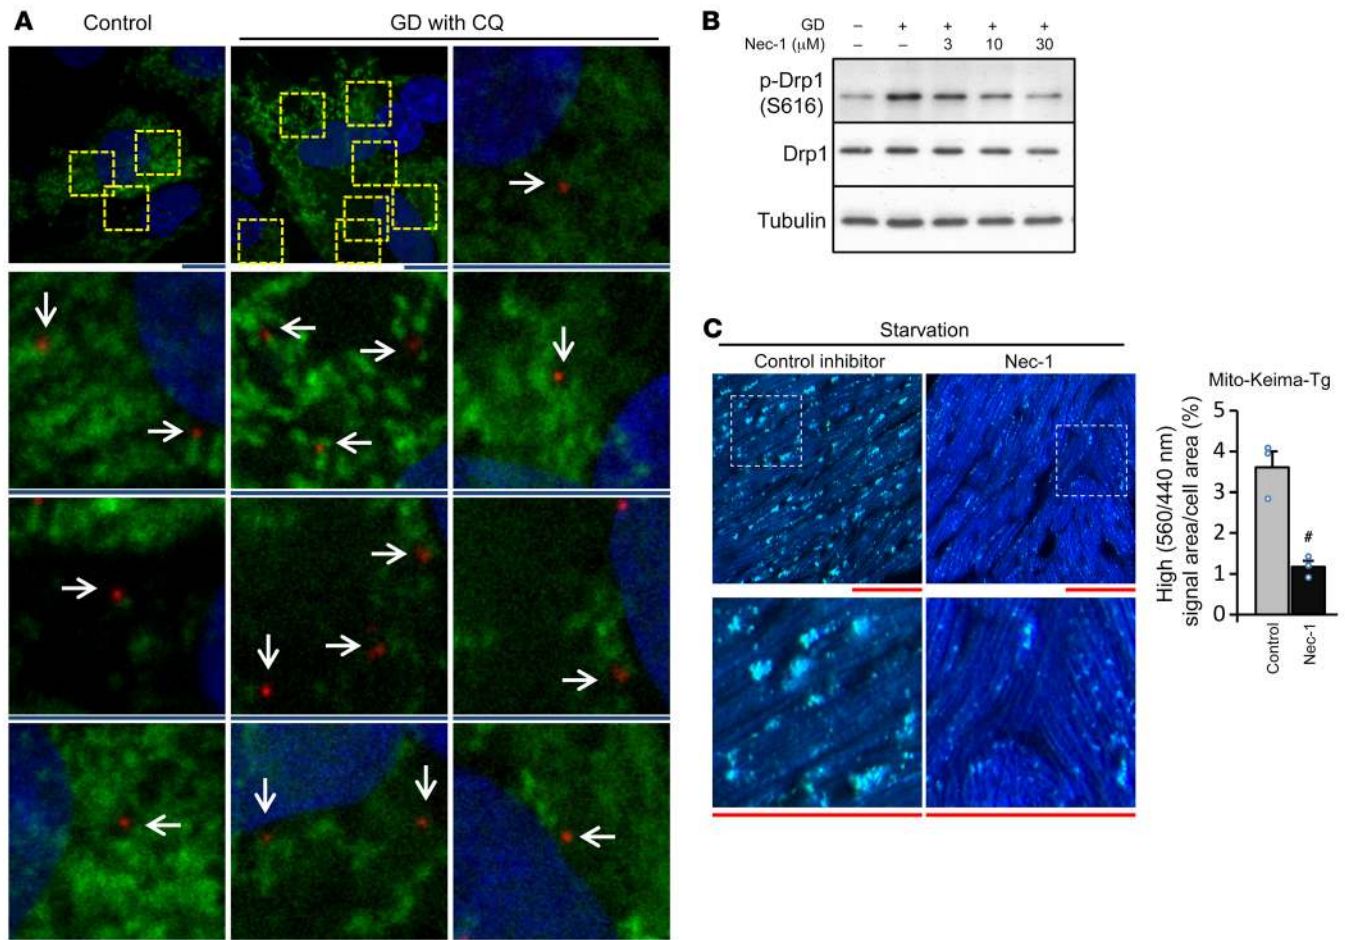 A
Control
GD with CQ
B
GD – + + + +
Nec-1 (μM) – – 3 10 30
p-Drp1
(S616)
Drp1
Tubulin
C
Starvation
Control inhibitor
Nec-1
Mito-Keima-Tg
High (560/440 nm)
signal area/cell area (%)
5
4
3
2
1
0
#
Control
Nec-1